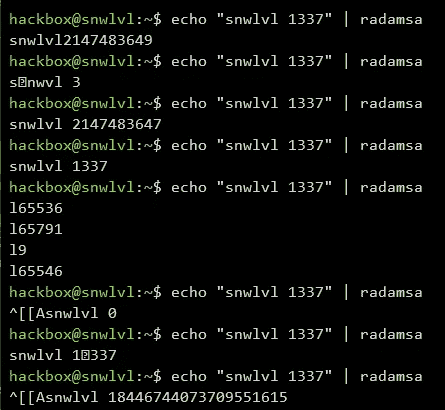 hackbox@snwlvl:~$ echo "snwlvl 1337" | radamsa
snwlvl2147483649
hackbox@snwlvl:~$ echo "snwlvl 1337" | radamsa
s�nwvl 3
hackbox@snwlvl:~$ echo "snwlvl 1337" | radamsa
snwlvl 2147483647
hackbox@snwlvl:~$ echo "snwlvl 1337" | radamsa
snwlvl 1337
hackbox@snwlvl:~$ echo "snwlvl 1337" | radamsa
l65536
l65791
l9
l65546
hackbox@snwlvl:~$ echo "snwlvl 1337" | radamsa
^[[Asnwlvl 0
hackbox@snwlvl:~$ echo "snwlvl 1337" | radamsa
snwlvl 1�337
hackbox@snwlvl:~$ echo "snwlvl 1337" | radamsa
^[[Asnwlvl 18446744073709551615